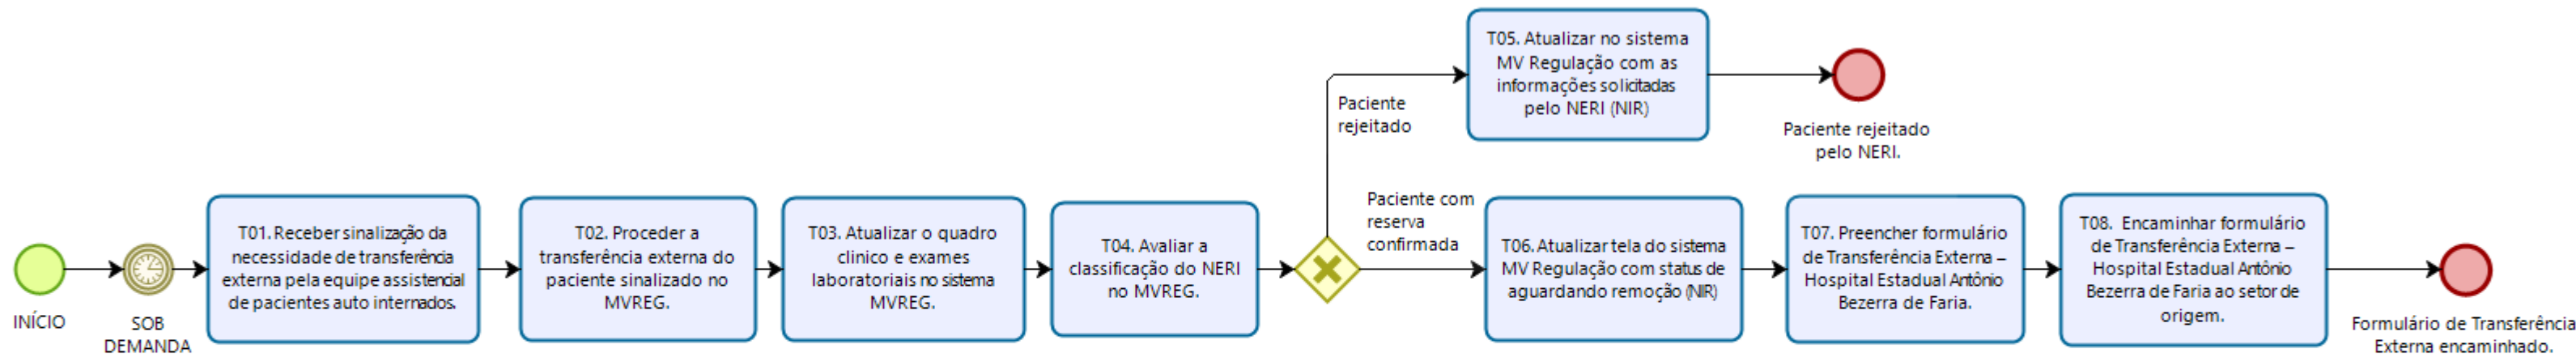 INÍCIO
SOB
DEMANDA
T01. Receber sinalização da
necessidade de transferência
externa pela equipe assistencial
de pacientes auto internados.
T02. Proceder a
transferência externa do
paciente sinalizado no
MVREG.
T03. Atualizar o quadro
clinico e exames
laboratoriais no sistema
MVREG.
T04. Avaliar a
classificação do NERI
no MVREG.
Paciente
rejeitado
T05. Atualizar no sistema
MV Regulação com as
informações solicitadas
pelo NERI (NIR)
Paciente rejeitado
pelo NERI.
Paciente com
reserva
confirmada
T06. Atualizar tela do sistema
MV Regulação com status de
aguardando remoção (NIR)
T07. Preencher formulário
de Transferência Externa –
Hospital Estadual Antônio
Bezerra de Faria.
T08. Encaminhar formulário
de Transferência Externa –
Hospital Estadual Antônio
Bezerra de Faria ao setor de
origem.
Formulário de Transferência
Externa encaminhado.